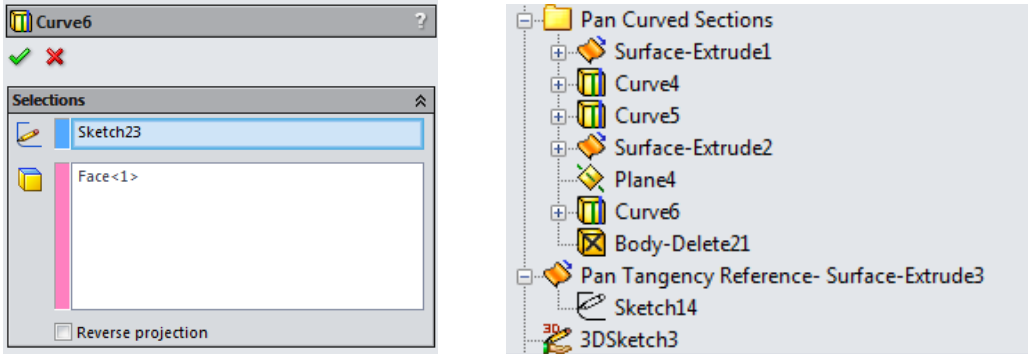 Curve6
?
Selections
Sketch23
Face<1>
Reverse projection
Pan Curved Sections
Surface-Extrude1
Curve4
Curve5
Surface-Extrude2
Plane4
Curve6
Body-Delete21
Pan Tangency Reference- Surface-Extrude3
Sketch14
3D
3DSketch3